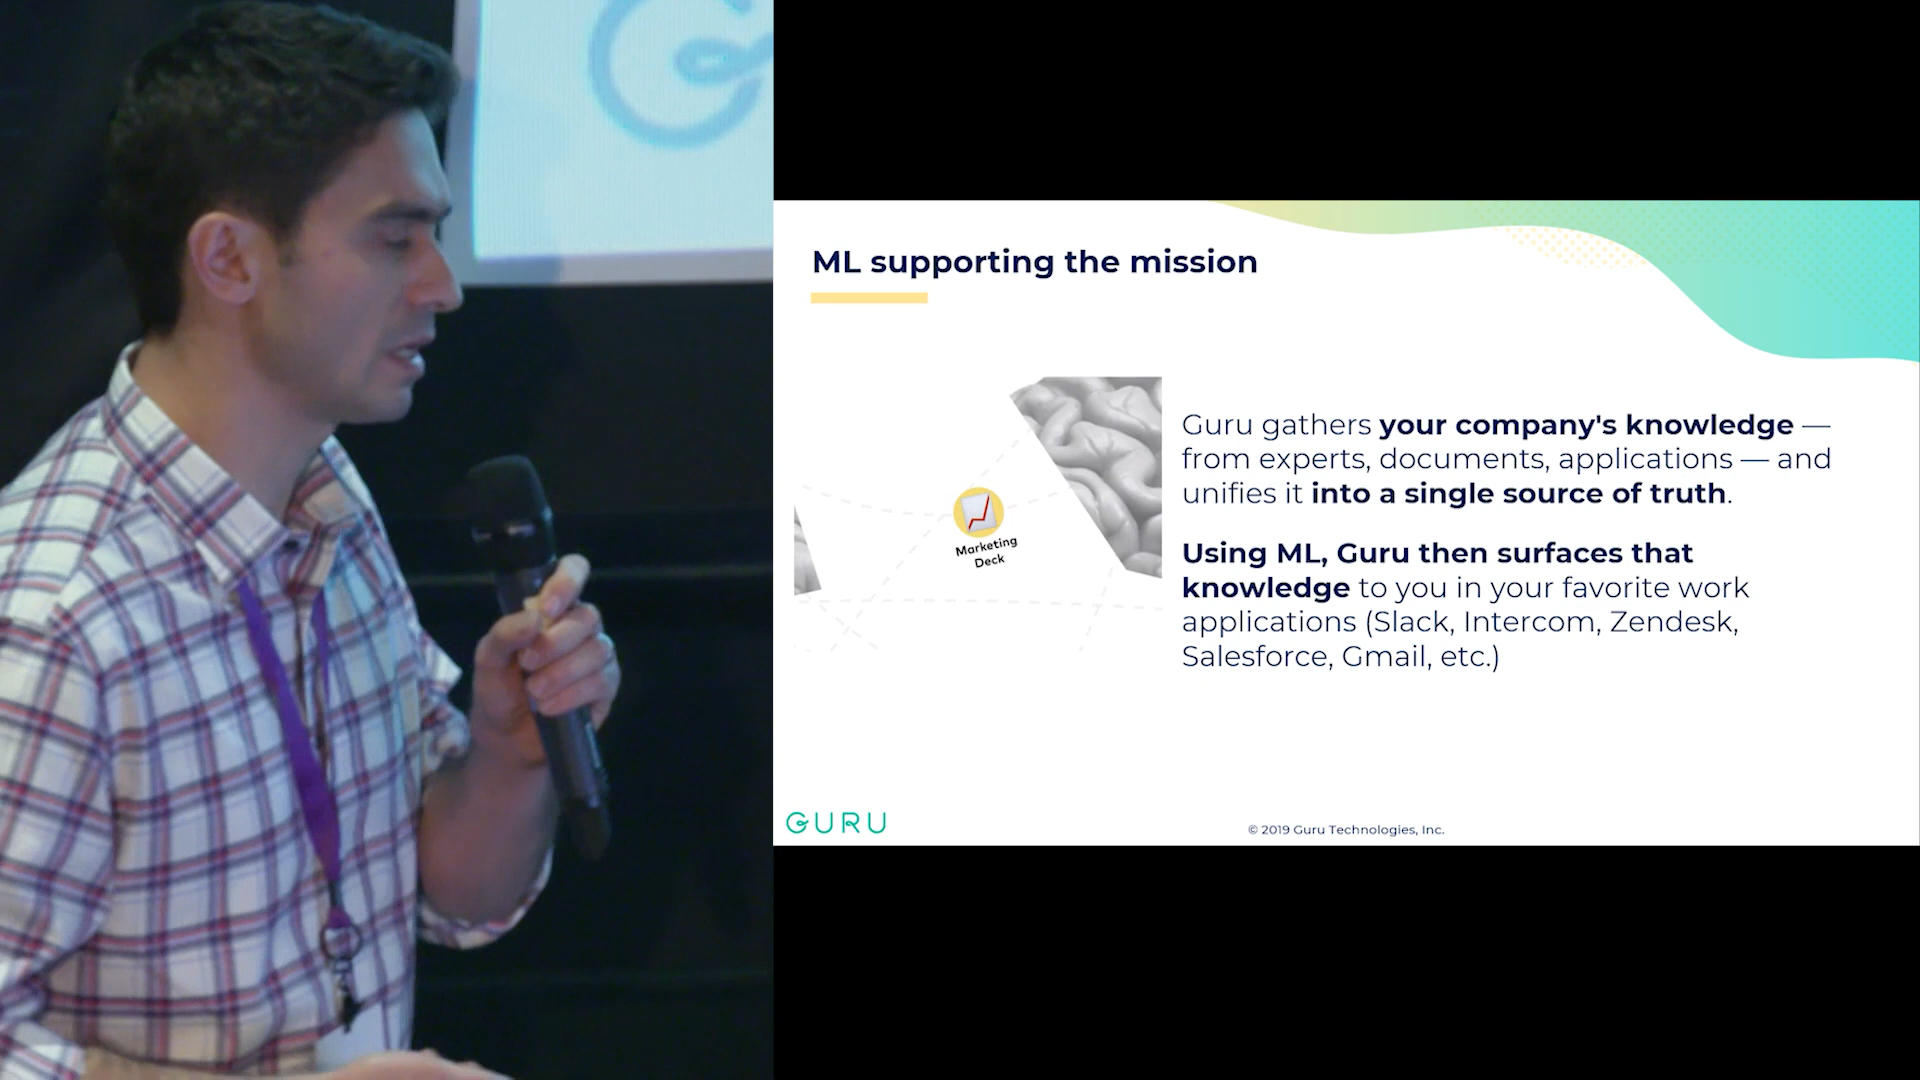 ML supporting the mission
Guru gathers your company's knowledge —
from experts, documents, applications — and
unifies it into a single source of truth.
Using ML, Guru then surfaces that
knowledge to you in your favorite work
applications (Slack, Intercom, Zendesk,
Salesforce, Gmail, etc.)
Marketing
Deck
GURU
© 2019 Guru Technologies, Inc.